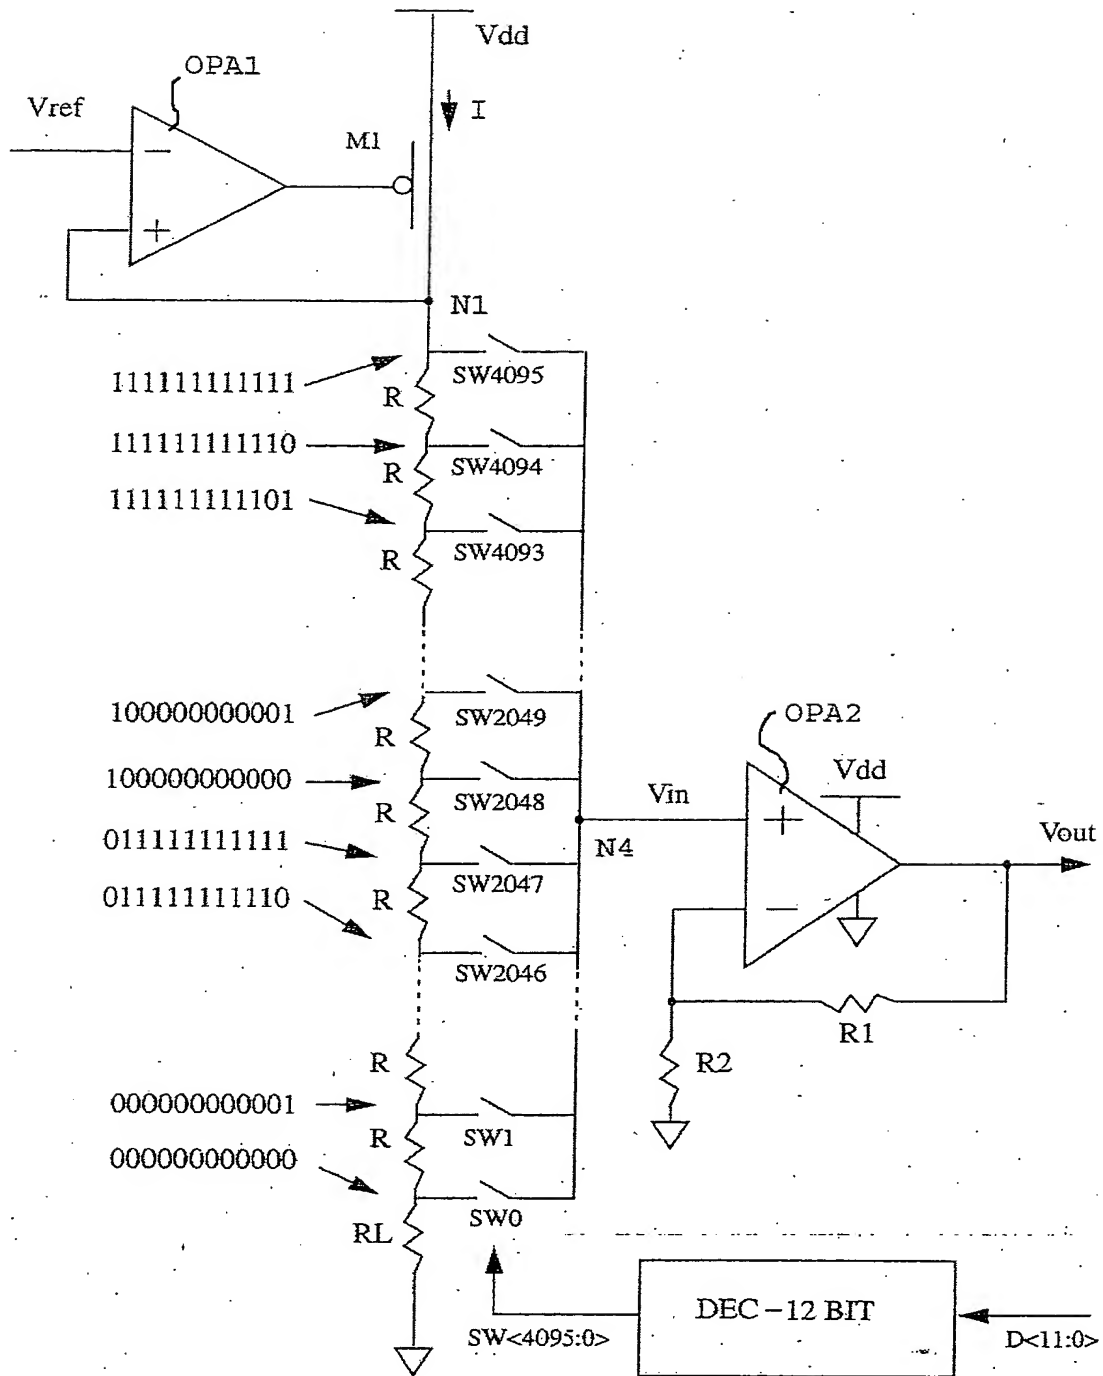 Vdd
OPA1
Vref
I
M1
−
+
N1
SW4095
111111111111
R
111111111110
SW4094
R
111111111101
SW4093
R
100000000001
SW2049
R
OPA2
100000000000
SW2048
Vin
Vdd
R
+
Vout
011111111111
N4
SW2047
011111111110
R
−
SW2046
R1
R
R2
000000000001
SW1
R
000000000000
SW0
RL
DEC−12 BIT
SW<4095:0>
D<11:0>